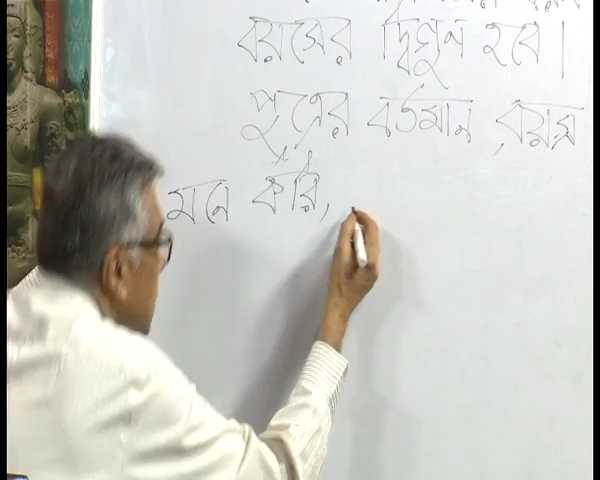 বয়সের দ্বিগুন হবে।
পুত্রের বর্তমান বয়স
মনে করি,